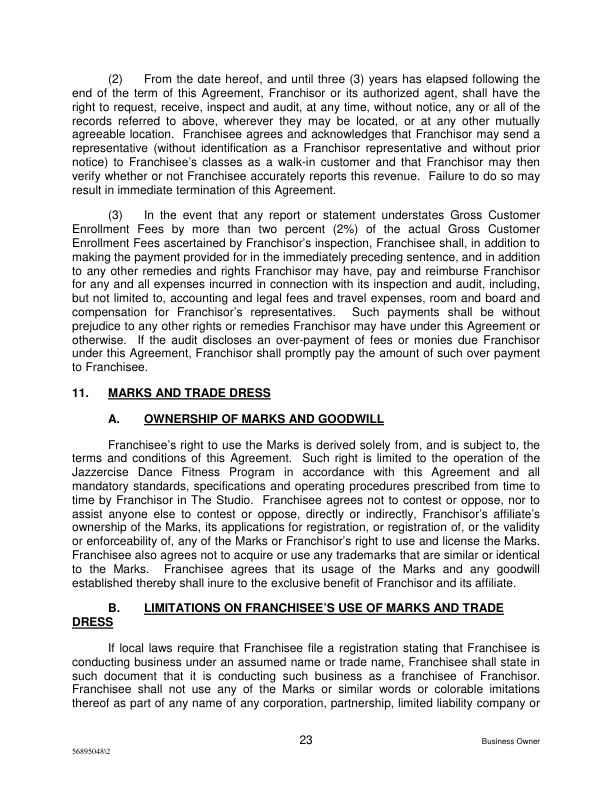 (2) From the date hereof, and until three (3) years has elapsed following the
end of the term of this Agreement, Franchisor or its authorized agent, shall have the
right to request, receive, inspect and audit, at any time, without notice, any or all of the
records referred to above, wherever they may be located, or at any other mutually
agreeable location. Franchisee agrees and acknowledges that Franchisor may send a
representative (without identification as a Franchisor representative and without prior
notice) to Franchisee's classes as a walk-in customer and that Franchisor may then
verify whether or not Franchisee accurately reports this revenue. Failure to do so may
result in immediate termination of this Agreement.
(3) In the event that any report or statement understates Gross Customer
Enrollment Fees by more than two percent (2%) of the actual Gross Customer
Enrollment Fees ascertained by Franchisor's inspection, Franchisee shall, in addition to
making the payment provided for in the immediately preceding sentence, and in addition
to any other remedies and rights Franchisor may have, pay and reimburse Franchisor
for any and all expenses incurred in connection with its inspection and audit, including,
but not limited to, accounting and legal fees and travel expenses, room and board and
compensation for Franchisor's representatives. Such payments shall be without
prejudice to any other rights or remedies Franchisor may have under this Agreement or
otherwise. If the audit discloses an over-payment of fees or monies due Franchisor
under this Agreement, Franchisor shall promptly pay the amount of such over payment
to Franchisee.
11. MARKS AND TRADE DRESS
A. OWNERSHIP OF MARKS AND GOODWILL
Franchisee's right to use the Marks is derived solely from, and is subject to, the
terms and conditions of this Agreement. Such right is limited to the operation of the
Jazzercise Dance Fitness Program in accordance with this Agreement and all
mandatory standards, specifications and operating procedures prescribed from time to
time by Franchisor in The Studio. Franchisee agrees not to contest or oppose, nor to
assist anyone else to contest or oppose, directly or indirectly, Franchisor's affiliate's
ownership of the Marks, its applications for registration, or registration of, or the validity
or enforceability of, any of the Marks or Franchisor's right to use and license the Marks.
Franchisee also agrees not to acquire or use any trademarks that are similar or identical
to the Marks. Franchisee agrees that its usage of the Marks and any goodwill
established thereby shall inure to the exclusive benefit of Franchisor and its affiliate.
B. LIMITATIONS ON FRANCHISEE'S USE OF MARKS AND TRADE
DRESS
If local laws require that Franchisee file a registration stating that Franchisee is
conducting business under an assumed name or trade name, Franchisee shall state in
such document that it is conducting such business as a franchisee of Franchisor.
Franchisee shall not use any of the Marks or similar words or colorable imitations
thereof as part of any name of any corporation, partnership, limited liability company or
23
Business Owner
56895048\2